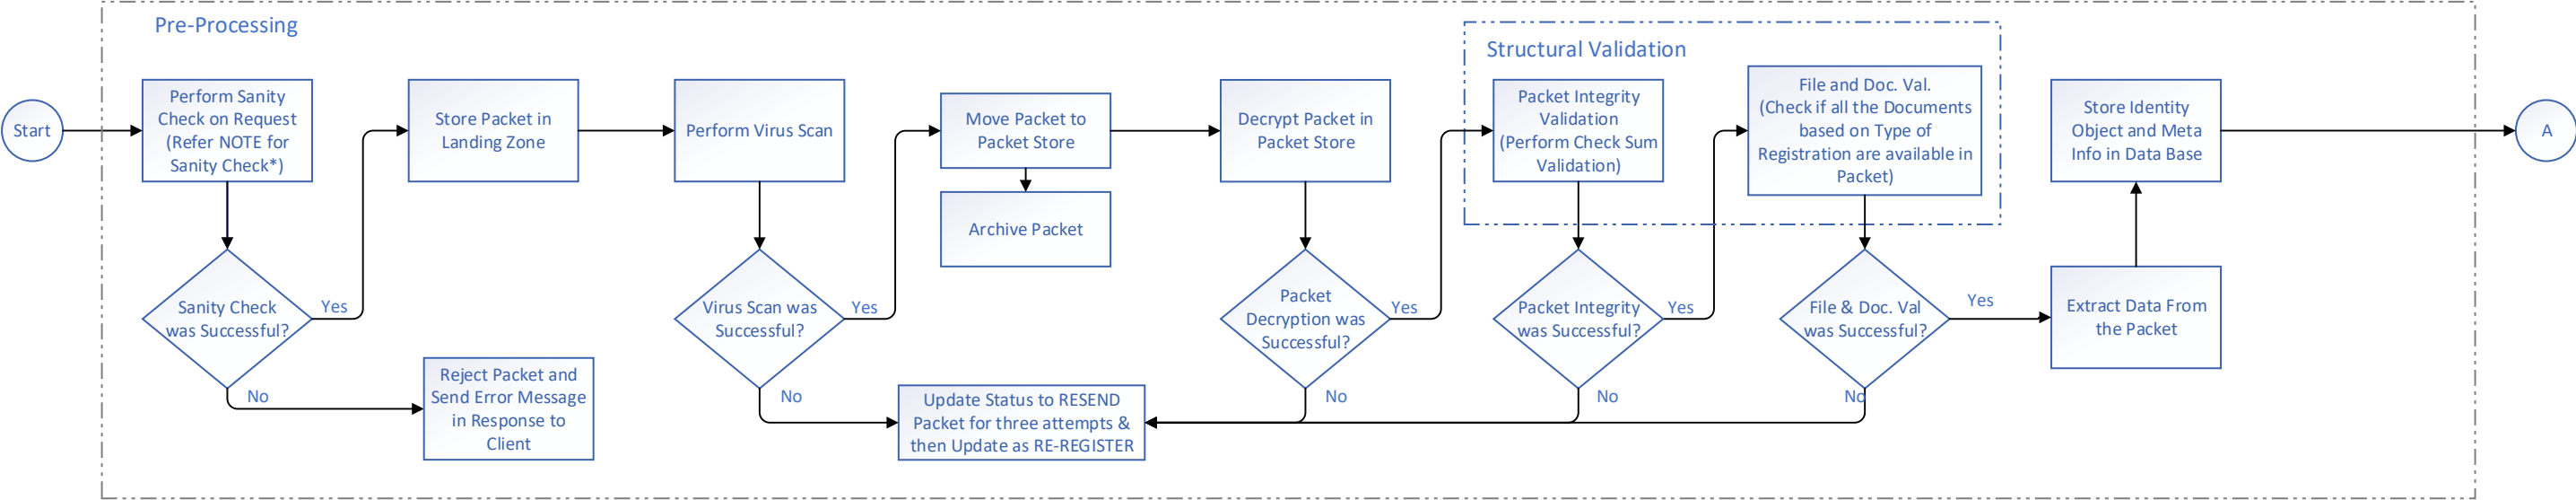 Pre-Processing
Structural Validation
Start
Perform Sanity
Check on Request
(Refer NOTE for
Sanity Check*)
Store Packet in
Landing Zone
Perform Virus Scan
Move Packet to
Packet Store
Archive Packet
Decrypt Packet in
Packet Store
Packet Integrity
Validation
(Perform Check Sum
Validation)
File and Doc. Val.
(Check if all the Documents
based on Type of
Registration are available in
Packet)
Store Identity
Object and Meta
Info in Data Base
A
Sanity Check
was Successful?
Yes
No
Reject Packet and
Send Error Message
in Response to
Client
Virus Scan was
Successful?
Yes
No
Update Status to RESEND
Packet for three attempts &
then Update as RE-REGISTER
Packet
Decryption was
Successful?
Yes
No
Packet Integrity
was Successful?
Yes
No
File & Doc. Val
was Successful?
Yes
No
Extract Data From
the Packet